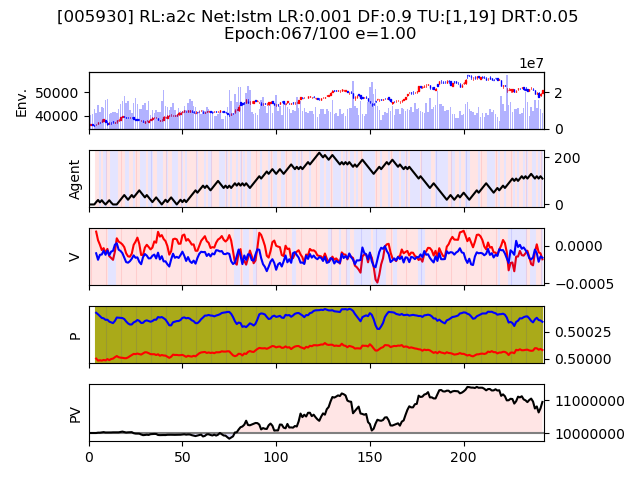 [005930] RL:a2c Net:lstm LR:0.001 DF:0.9 TU:[1,19] DRT:0.05
Epoch:067/100 e=1.00
1e7
Env.
50000
40000
2
0
Agent
200
0
V
0.0000
−0.0005
P
0.50025
0.50000
PV
11000000
10000000
0
50
100
150
200